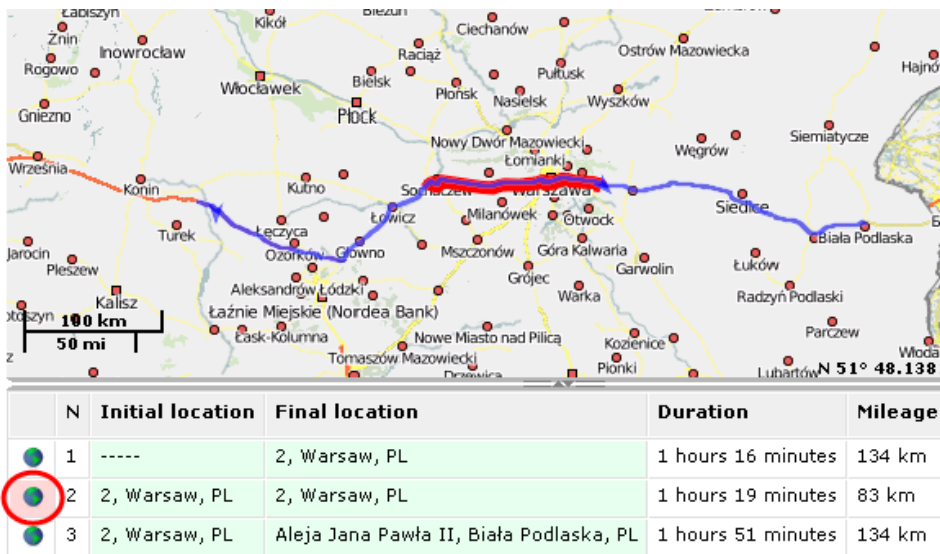 Łabiszyn
Żnin
Inowrocław
Rogowo
Gniezno
Kikół
Włocławek
Bielsk
Raciąż
Płock
Ciechanów
Płońsk
Nasielsk
Pułtusk
Ostrów Mazowiecka
Wyszków
Hajnó
Siemiatycze
Węgrów
Nowy Dwór Mazowiecki
Łomianki
Września
Konin
Kutno
Sochaczew
Warszawa
Siedlce
Turek
Łęczyca
Łowicz
Milanówek
Otwock
Biała Podlaska
Jarocin
Pleszew
Ozorków
Głowno
Mszczonów
Góra Kalwaria
Garwolin
Łuków
Grójec
Aleksandrów Łódzki
Warka
Radzyń Podlaski
Kalisz
Łaźnie Miejskie (Nordea Bank)
100 km
50 mi
Łask-Kolumna
Nowe Miasto nad Pilicą
Kozienice
Parczew
Tomaszów Mazowiecki
Drzewica
Pionki
Lubartów
Włoda
N 51° 48.138
N Initial location Final location Duration Mileage
1 ----- 2, Warsaw, PL 1 hours 16 minutes 134 km
2 2, Warsaw, PL 2, Warsaw, PL 1 hours 19 minutes 83 km
3 2, Warsaw, PL Aleja Jana Pawła II, Biała Podlaska, PL 1 hours 51 minutes 134 km